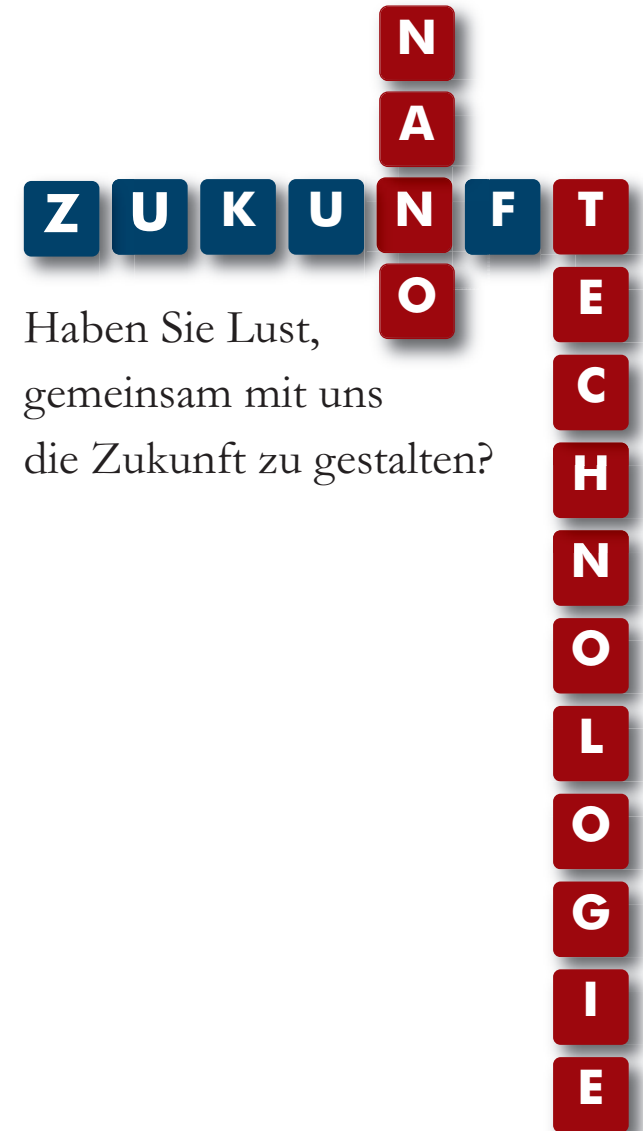 NANO
ZUKUNFT
TECHNOLOGIE
Haben Sie Lust,
gemeinsam mit uns
die Zukunft zu gestalten?